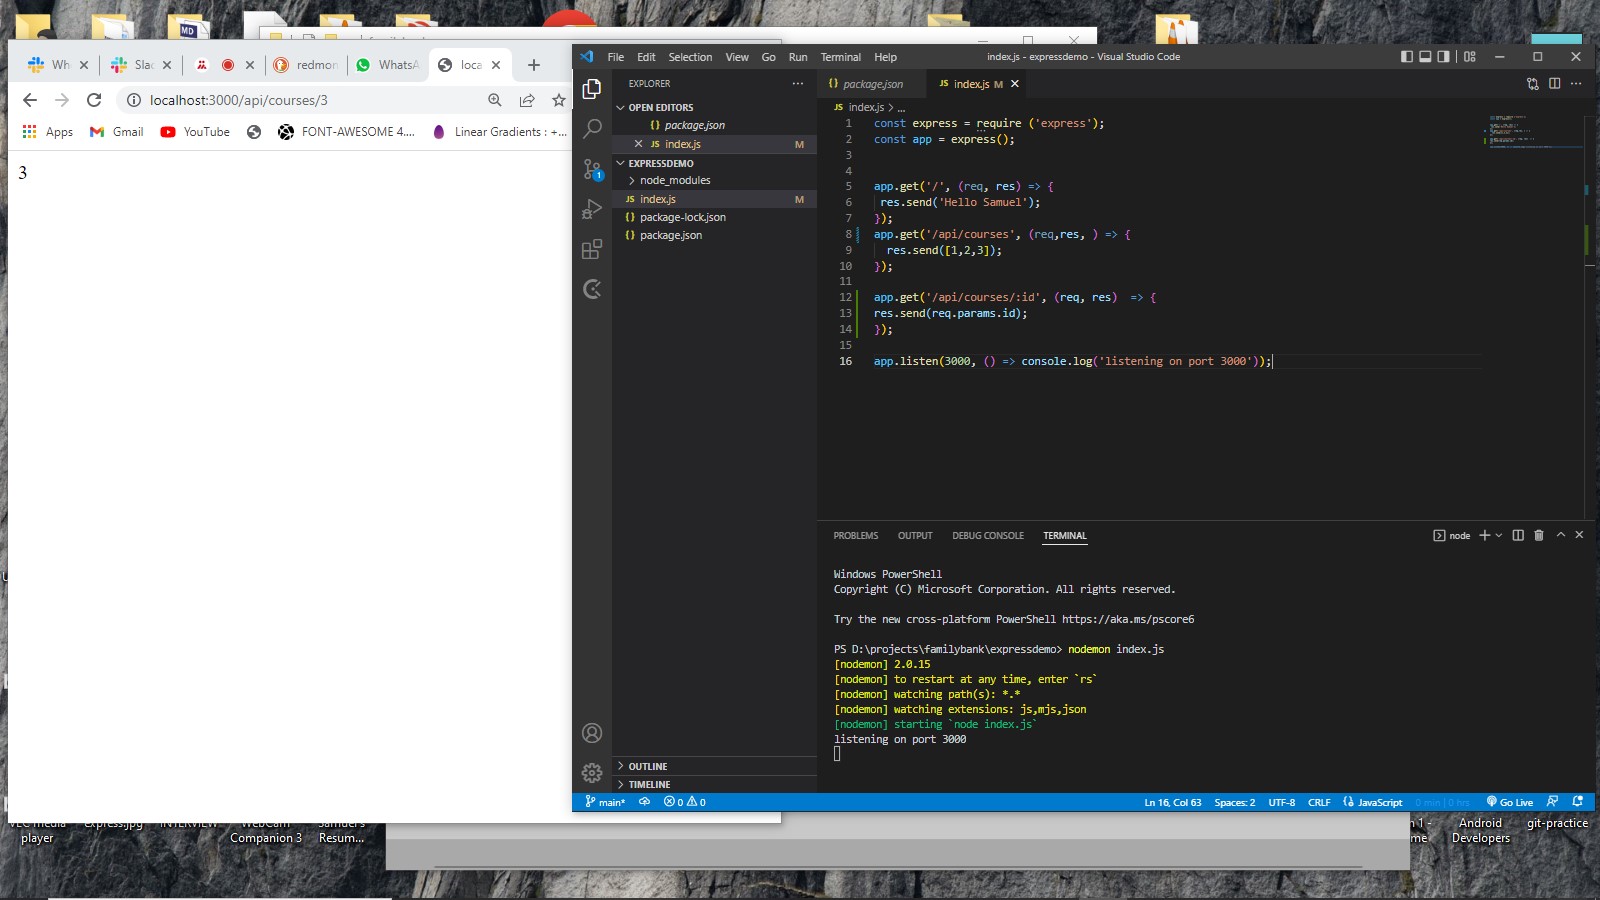 MD
Wh
Slac
redmon
WhatsA
loca
localhost:3000/api/courses/3
Apps
Gmail
YouTube
FONT-AWESOME 4....
Linear Gradients : +...
3
File Edit Selection View Go Run Terminal Help
index.js - expressdemo - Visual Studio Code
EXPLORER
OPEN EDITORS
{} package.json
JS index.js M
EXPRESSDEMO
node_modules
JS index.js M
{} package-lock.json
{} package.json
OUTLINE
TIMELINE
{} package.json
JS index.js M
JS index.js > ...
1 const express = require ('express');
2 const app = express();
3
4
5 app.get('/', (req, res) => {
6 res.send('Hello Samuel');
7 });
8 app.get('/api/courses', (req,res, ) => {
9 res.send([1,2,3]);
10 });
11
12 app.get('/api/courses/:id', (req, res)  => {
13 res.send(req.params.id);
14 });
15
16 app.listen(3000, () => console.log('listening on port 3000'));
PROBLEMS OUTPUT DEBUG CONSOLE TERMINAL
node
Windows PowerShell
Copyright (C) Microsoft Corporation. All rights reserved.
Try the new cross-platform PowerShell https://aka.ms/pscore6
PS D:\projects\familybank\expressdemo> nodemon index.js
[nodemon] 2.0.15
[nodemon] to restart at any time, enter `rs`
[nodemon] watching path(s): *.*
[nodemon] watching extensions: js,mjs,json
[nodemon] starting `node index.js`
listening on port 3000
1
main*
0 0
Ln 16, Col 63
Spaces: 2
UTF-8
CRLF
JavaScript
0 min | 0 hrs
Go Live
VLC media
player
express.jpg
INTERVIEW
WebCam
Companion 3
Samuel's
Resum...
n 1 -
me
Android
Developers
git-practice